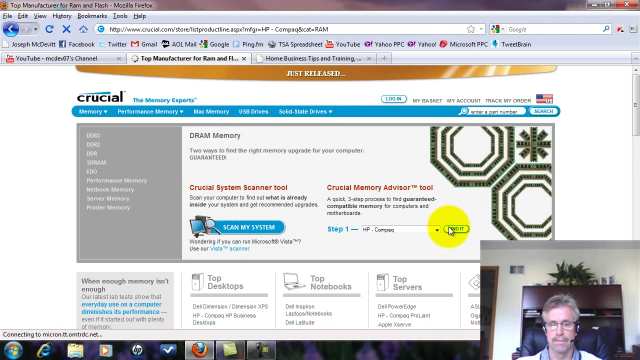 Top Manufacturer for Ram and Flash - Mozilla Firefox
File Edit View History Bookmarks Tools Help
http://www.crucial.com/store/listproductline.aspx?mfgr=HP - Compaq&cat=RAM
Joseph McDevitt Facebook Twitter Gmail AOL Mail Google Ping.fm TSA Spreadsheet YouTube Yahoo PPC Microsoft PPC TweetBrain
YouTube - mcdev07's Channel
Top Manufacturer for Ram and Fl...
Home Business Tips and Training, ...
JUST RELEASED...
crucial The Memory Experts™
LOG IN MY BASKET MY ACCOUNT TRACK MY ORDER
Memory Performance Memory Mac Memory USB Drives Solid-State Drives
enter a part number SEARCH
DDR3
DDR2
DDR
SDRAM
EDO
Performance Memory
Netbook Memory
Server Memory
Printer Memory
DRAM Memory
Two ways to find the right memory upgrade for your computer.
GUARANTEED!
Crucial System Scanner tool
Scan your computer to find out what is already
inside your system and get recommended upgrades.
SCAN MY SYSTEM
Wondering if you can run Microsoft® Vista™?
Use our Vista™ scanner.
Crucial Memory Advisor™ tool
A quick, 3-step process to find guaranteed-
compatible memory for computers and
motherboards.
Step 1 — HP - Compaq
When enough memory isn't
enough
Our latest lab tests show that
everyday use on a computer
diminishes its performance —
even if it started out with plenty
of memory.
Top
Desktops
Dell Dimension / Dimension XPS
HP - Compaq HP Business
Desktops
Top
Notebooks
Dell Inspiron
Laptops/Notebooks
Dell Latitude
Top
Servers
Dell PowerEdge
HP - Compaq ProLiant
Apple Xserve
Connecting to micron.tt.omtrdc.net...